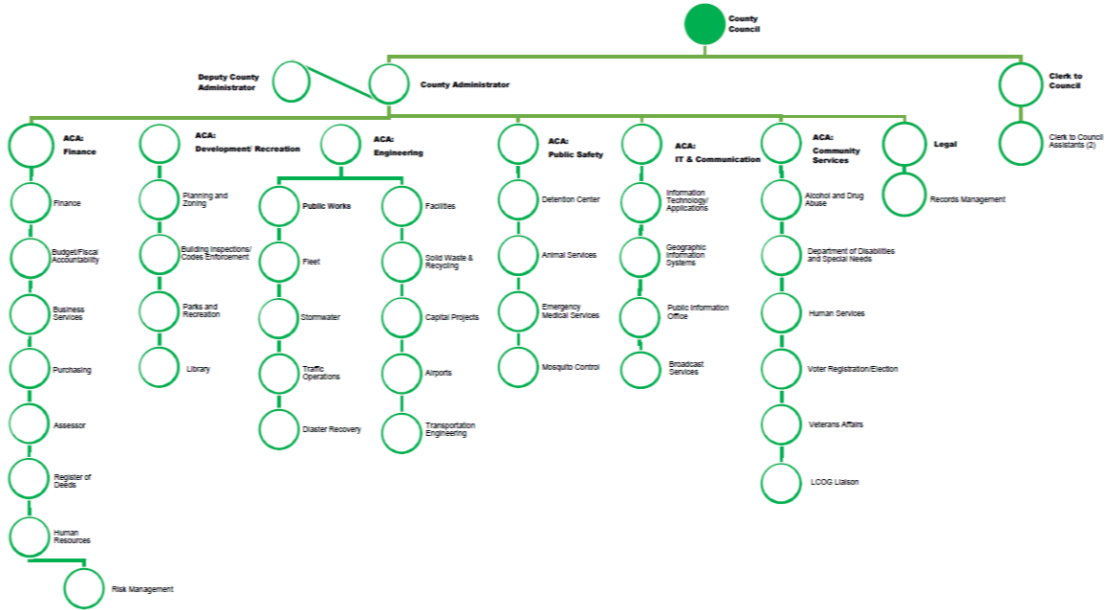 County
Council
Deputy County
Administrator
County Administrator
Clerk to
Council
Clerk to Council
Assistants (2)
ACA:
Finance
Finance
Budget/Fiscal
Accountability
Business
Services
Purchasing
Assessor
Register of
Deeds
Human
Resources
Risk Management
ACA:
Development/ Recreation
Planning and
Zoning
Building Inspections/
Codes Enforcement
Parks and
Recreation
Library
ACA:
Engineering
Public Works
Fleet
Stormwater
Traffic
Operations
Diaster Recovery
Facilities
Solid Waste &
Recycling
Capital Projects
Airports
Transportation
Engineering
ACA:
Public Safety
Detention Center
Animal Services
Emergency
Medical Services
Mosquito Control
ACA:
IT & Communication
Information
Technology/
Applications
Geographic
Information
Systems
Public Information
Office
Broadcast
Services
ACA:
Community
Services
Alcohol and Drug
Abuse
Department of Disabilities
and Special Needs
Human Services
Voter Registration/Election
Veterans Affairs
LCOG Liaison
Legal
Records Management